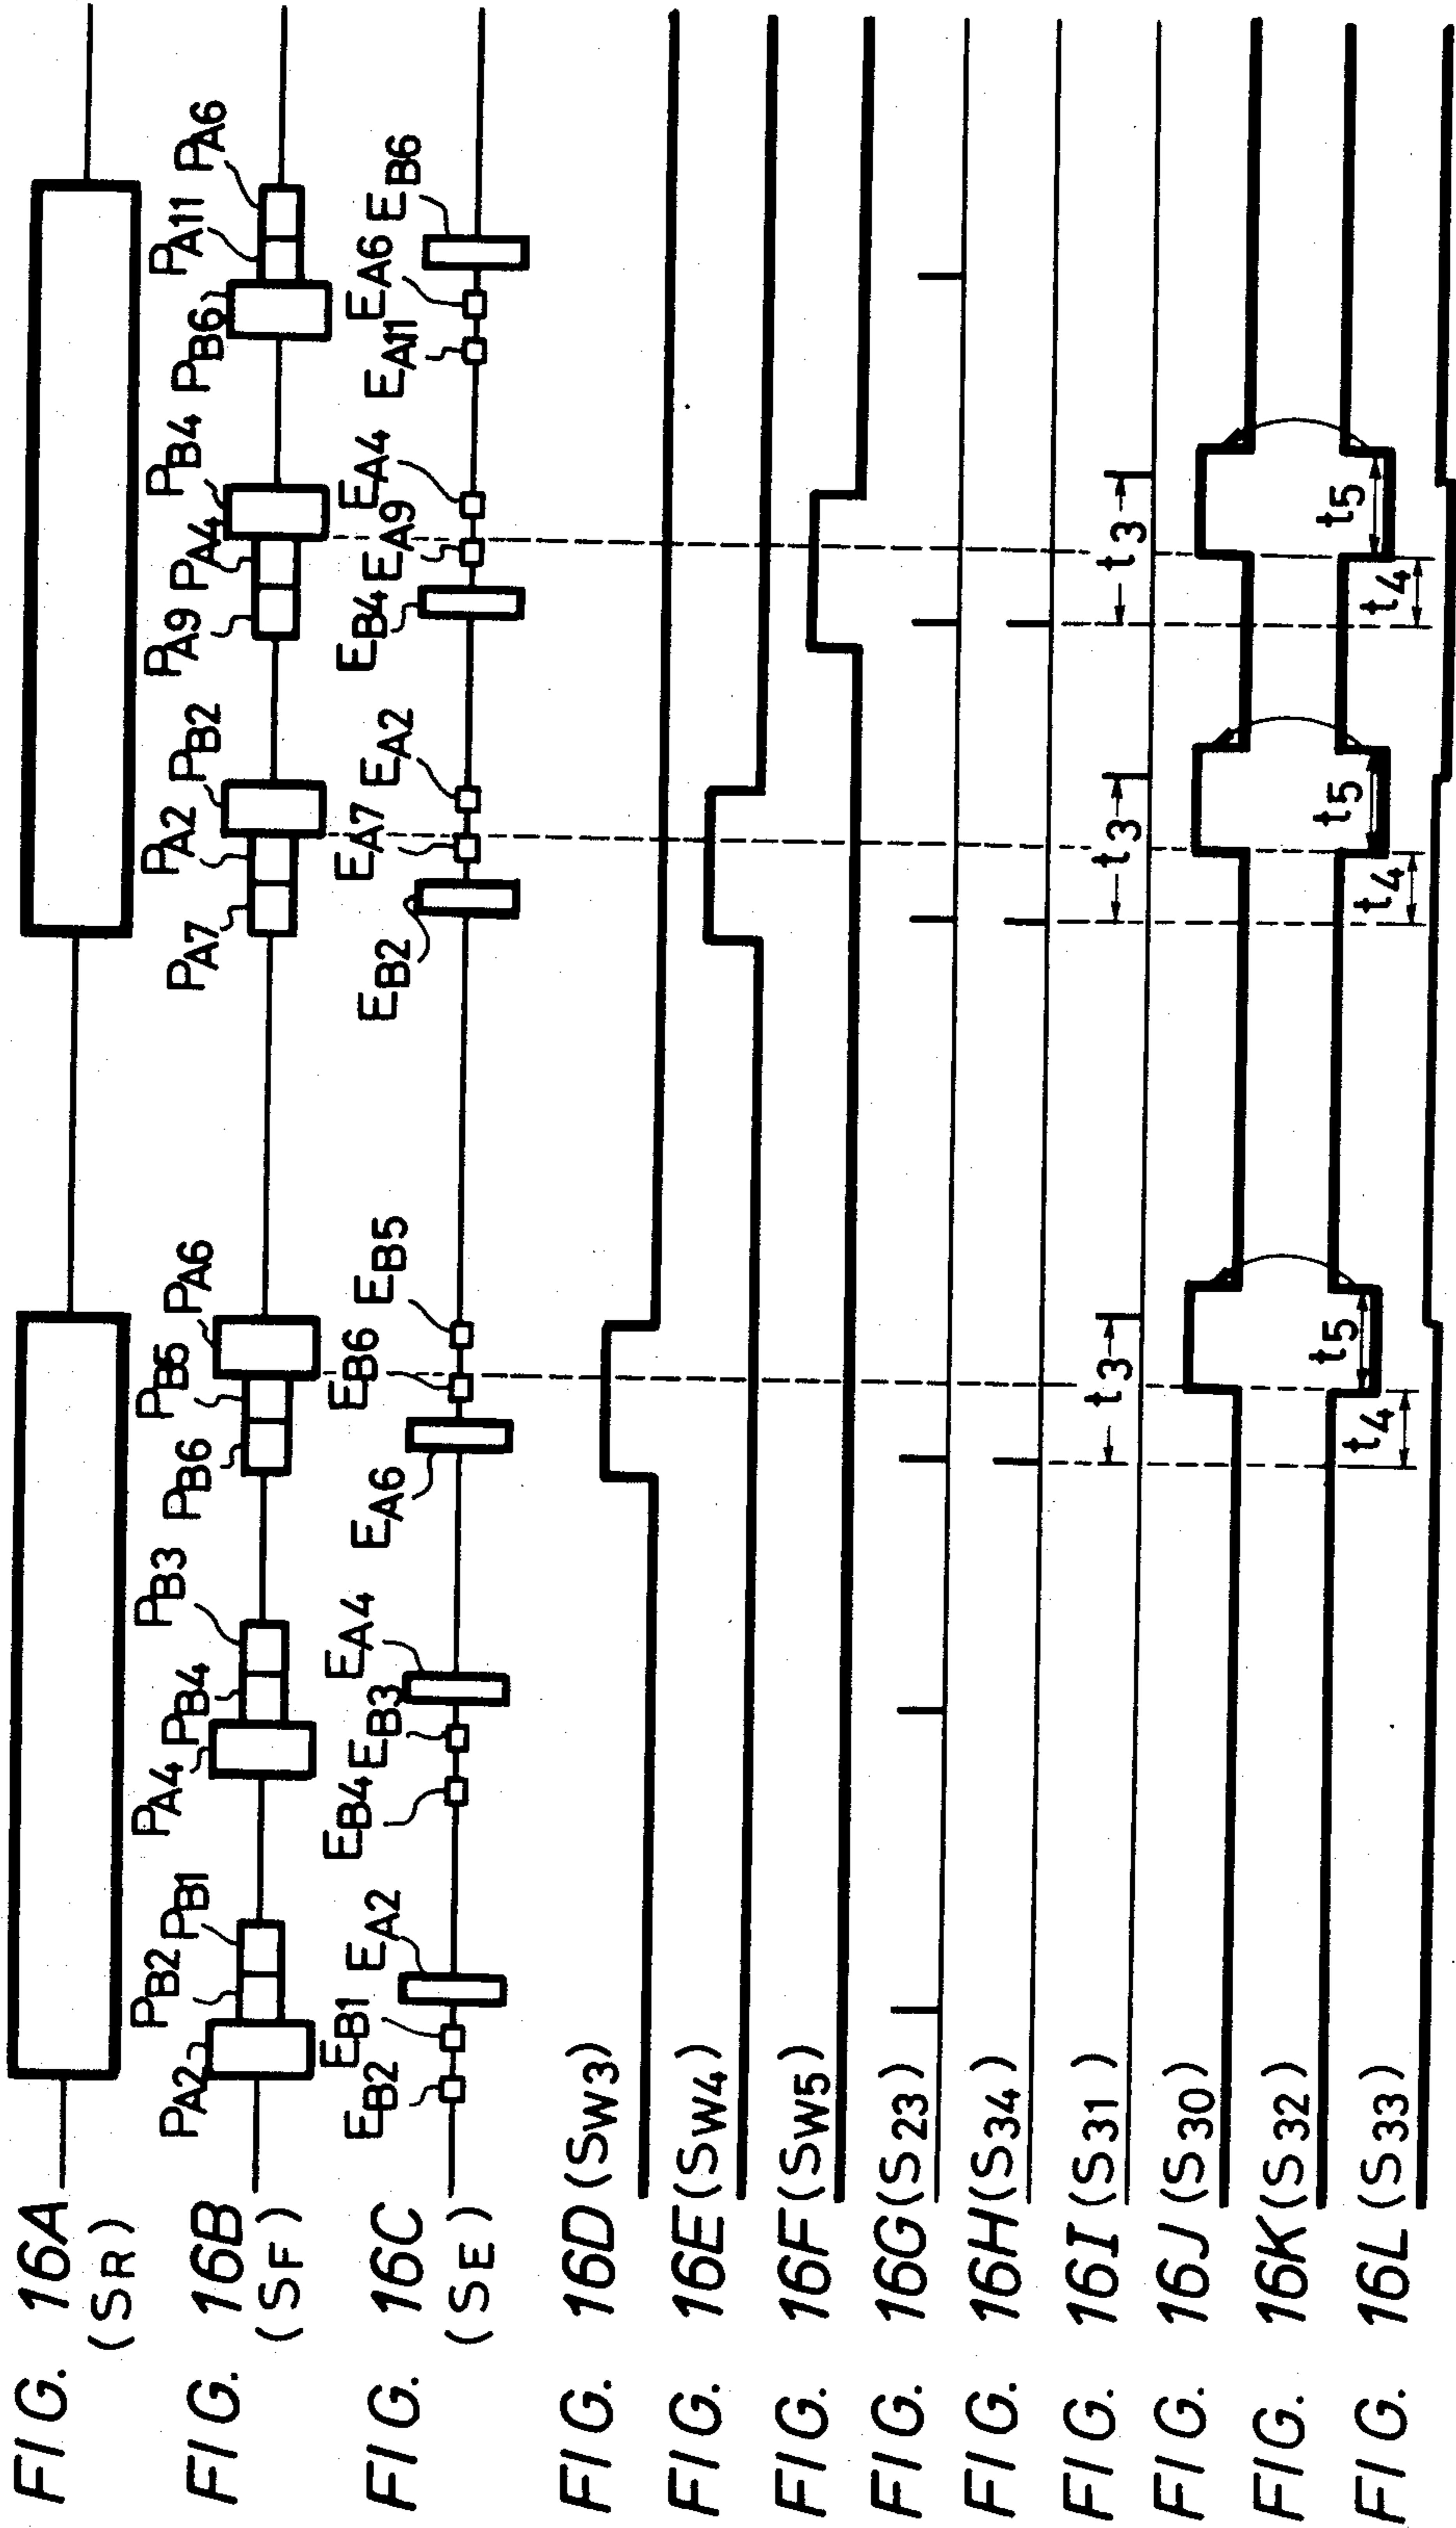 FIG. 16A
(SR)
FIG. 16B
(SF)
PA2 PB2 PB1 PA4 PB4 PB3 PB6 PB5 PA6 PA7 PA2 PB2 PA9 PA4 PB4 PB6 PA11 PA6
FIG. 16C
(SE)
EB2 EB1 EA2 EB4 EB3 EA4 EA6 EB6 EB5 EB2 EA7 EA2 EB4 EA9 EA4 EA11 EA6 EB6
FIG. 16D (SW3)
FIG. 16E (SW4)
FIG. 16F (SW5)
FIG. 16G (S23)
FIG. 16H (S34)
FIG. 16I (S31)
t3 t3 t3
FIG. 16J (S30)
FIG. 16K (S32)
t5 t5 t5
t4 t4 t4
FIG. 16L (S33)